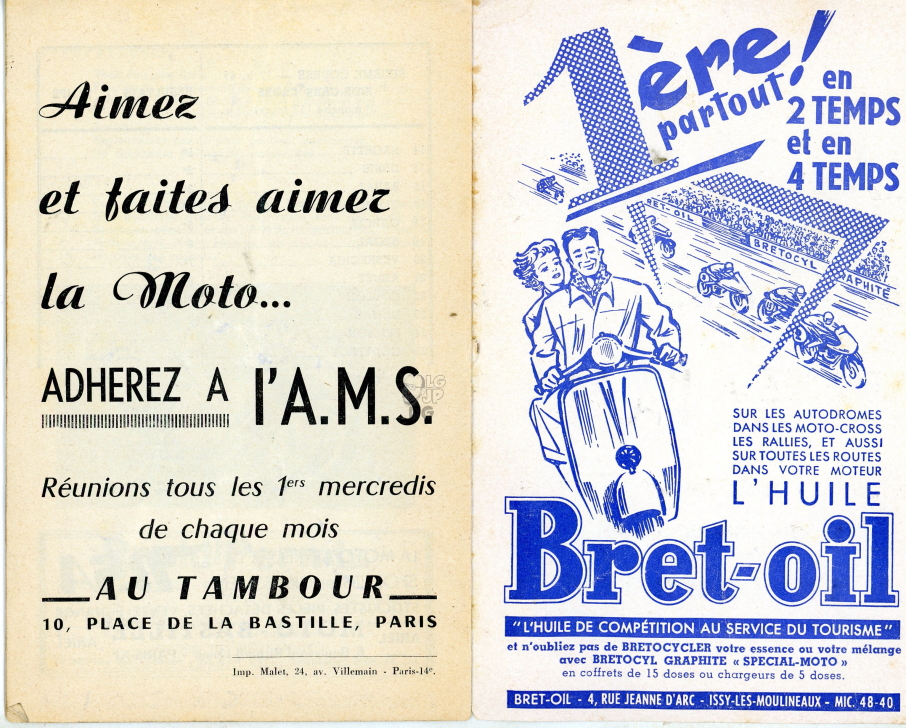 Aimez
et faites aimer
la Moto...
ADHEREZ A l'A.M.S.
Réunions tous les 1ers mercredis
de chaque mois
AU TAMBOUR
10, PLACE DE LA BASTILLE, PARIS
Imp. Malet, 24, av. Villemain - Paris-14e.
1ère partout!
en
2 TEMPS
et en
4 TEMPS
BRET-OIL
BRETOCYL
GRAPHITE
SUR LES AUTODROMES
DANS LES MOTO-CROSS
LES RALLIES, ET AUSSI
SUR TOUTES LES ROUTES
DANS VOTRE MOTEUR
L'HUILE
Bret-oil
"L'HUILE DE COMPÉTITION AU SERVICE DU TOURISME"
et n'oubliez pas de BRETOCYCLER votre essence ou votre mélange
avec BRETOCYL GRAPHITE « SPECIAL-MOTO »
en coffrets de 15 doses ou chargeurs de 5 doses.
BRET-OIL - 4, RUE JEANNE D'ARC - ISSY-LES-MOULINEAUX - MIC. 48-40